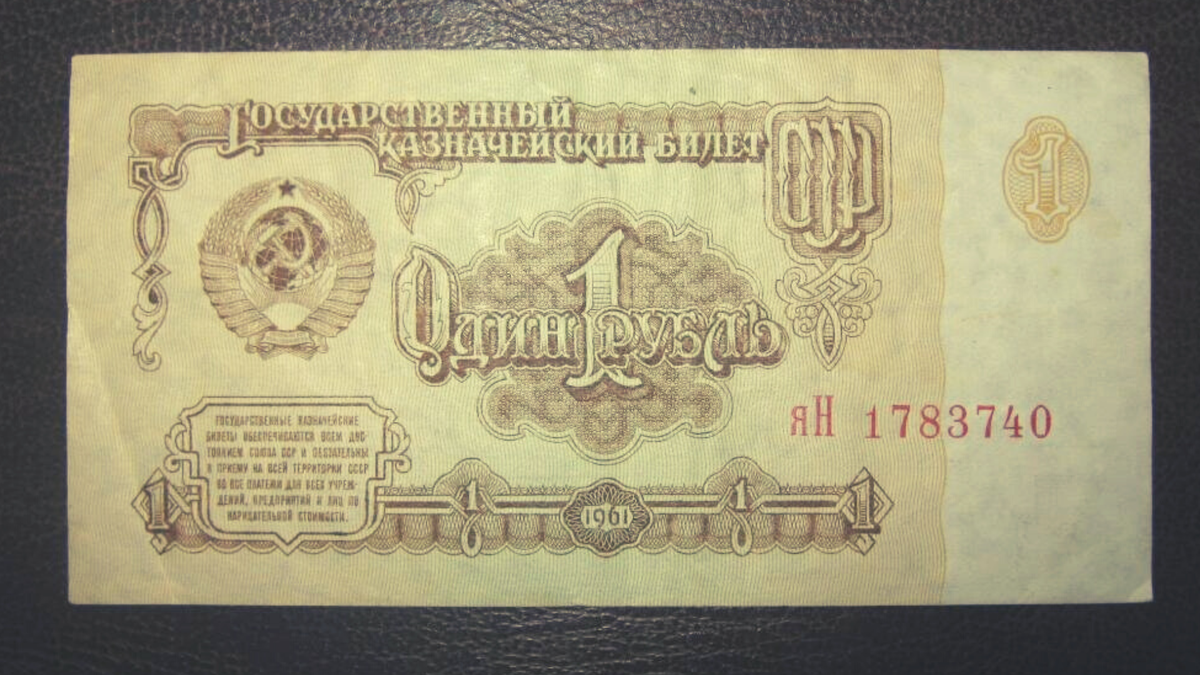 Государственный
казначейский билет
СССР
1
1
Один рубль
яН 1783740
Государственные казначейские
билеты обеспечиваются всем дос-
тоянием Союза ССР и обязательны
к приему на всей территории СССР
во все платежи для всех учреж-
дений, предприятий и лиц по
нарицательной стоимости.
1 1 1961 1 1